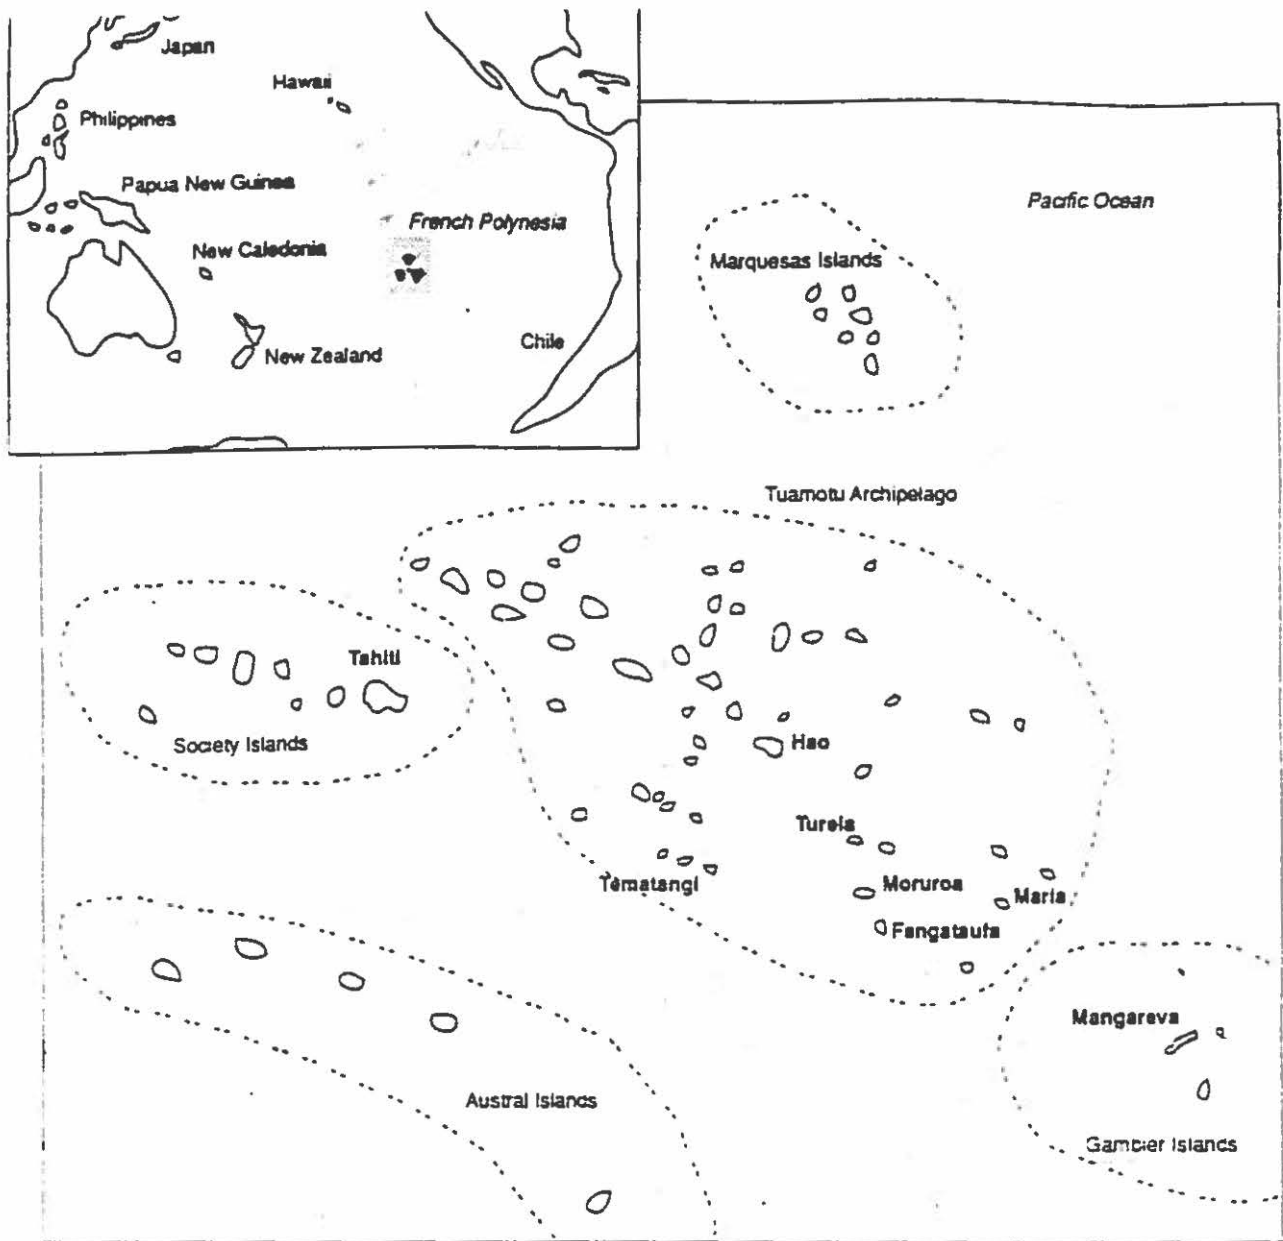 Japan
Hawaii
Philippines
Papua New Guinea
French Polynesia
New Caledonia
New Zealand
Chile
Pacific Ocean
Marquesas Islands
Tuamotu Archipelago
Tahiti
Society Islands
Hao
Tureia
Tematangi
Moruroa
Maria
Fangataufa
Mangareva
Austral Islands
Gambier Islands